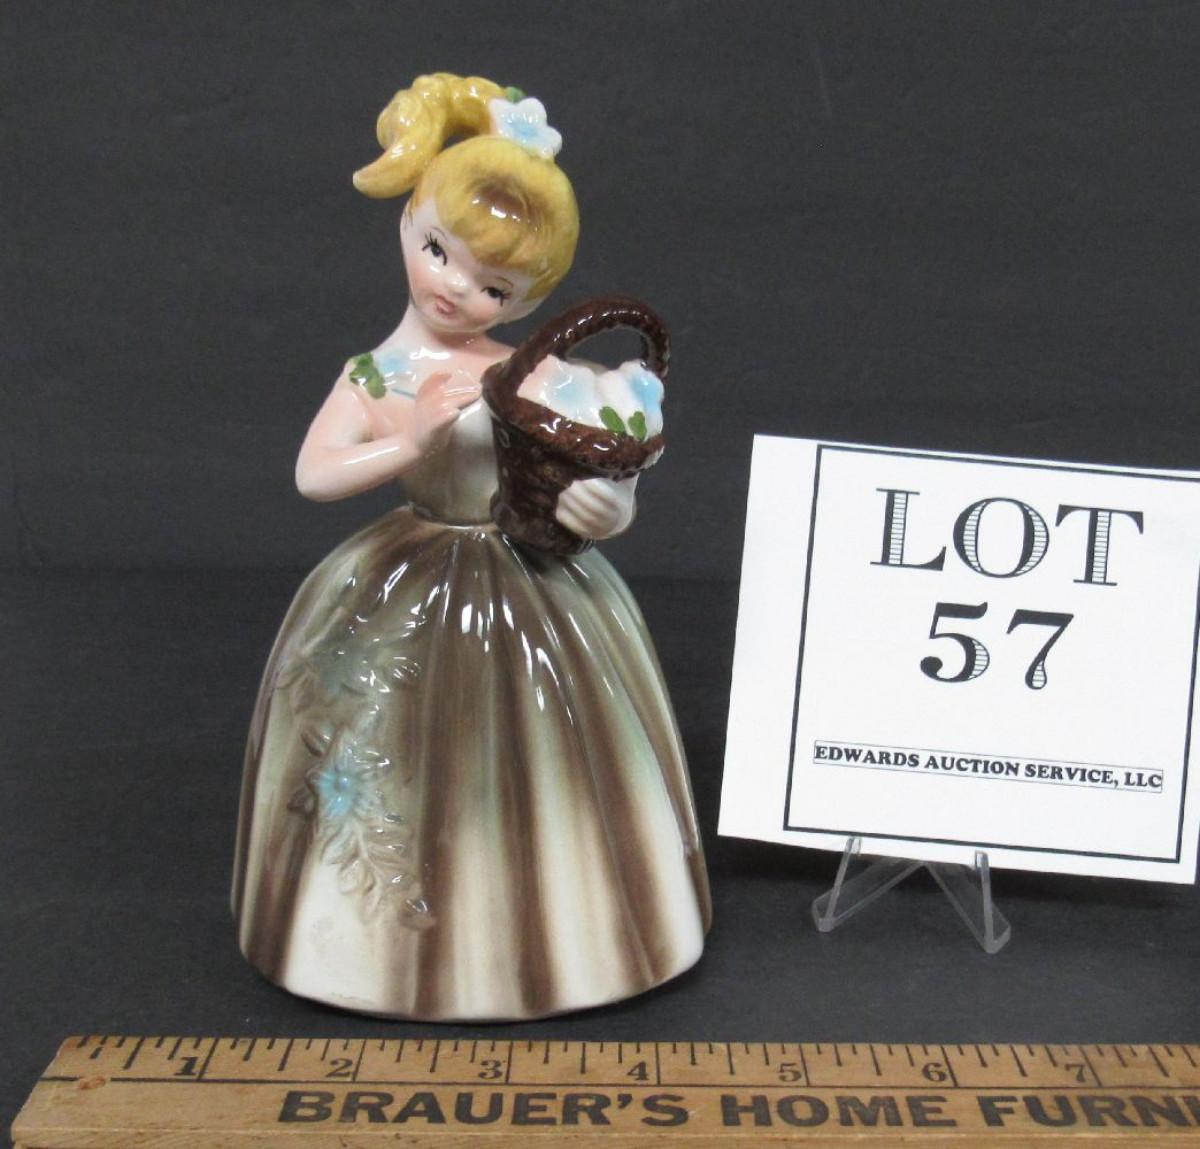 LOT
57
EDWARDS AUCTION SERVICE, LLC
1 2 3 4 5 6 7
BRAUER'S HOME FURN